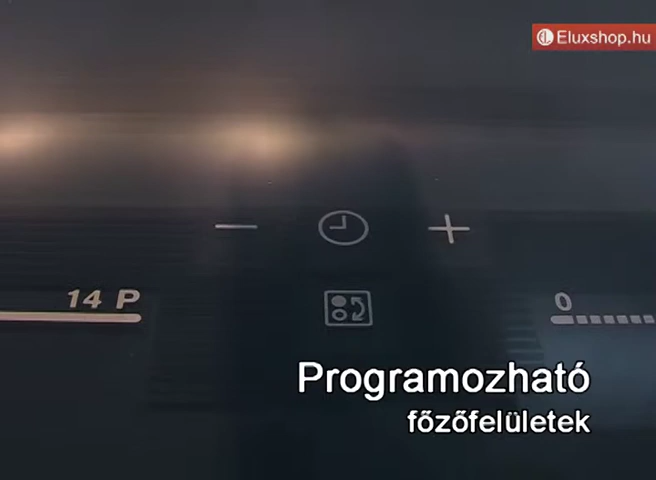 Eluxshop.hu
− +
14 P
0
Programozható
főzőfelületek